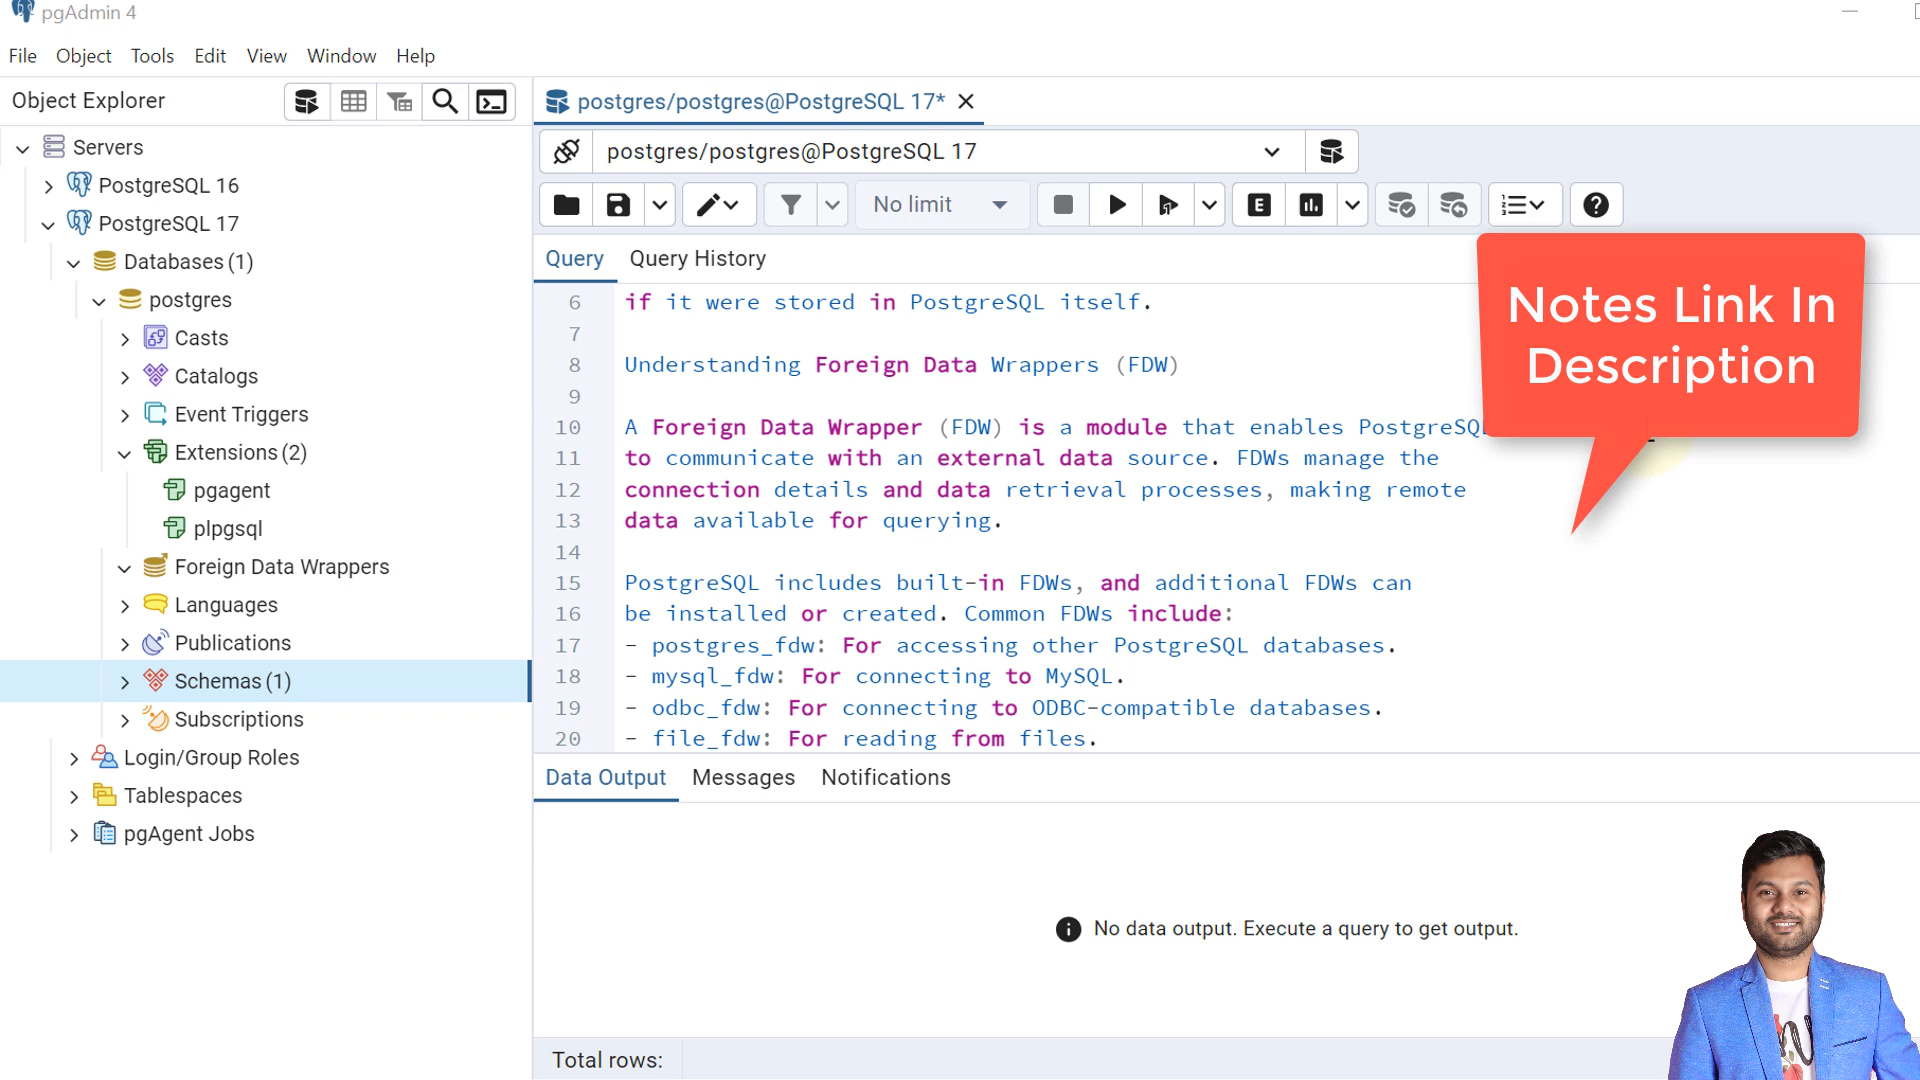 pgAdmin 4
File Object Tools Edit View Window Help
Object Explorer
Servers
PostgreSQL 16
PostgreSQL 17
Databases (1)
postgres
Casts
Catalogs
Event Triggers
Extensions (2)
pgagent
plpgsql
Foreign Data Wrappers
Languages
Publications
Schemas (1)
Subscriptions
Login/Group Roles
Tablespaces
pgAgent Jobs
postgres/postgres@PostgreSQL 17*
postgres/postgres@PostgreSQL 17
No limit
E
Query Query History
6 if it were stored in PostgreSQL itself.
7
8 Understanding Foreign Data Wrappers (FDW)
9
10 A Foreign Data Wrapper (FDW) is a module that enables PostgreSQ
11 to communicate with an external data source. FDWs manage the
12 connection details and data retrieval processes, making remote
13 data available for querying.
14
15 PostgreSQL includes built-in FDWs, and additional FDWs can
16 be installed or created. Common FDWs include:
17 - postgres_fdw: For accessing other PostgreSQL databases.
18 - mysql_fdw: For connecting to MySQL.
19 - odbc_fdw: For connecting to ODBC-compatible databases.
20 - file_fdw: For reading from files.
Notes Link In
Description
Data Output Messages Notifications
No data output. Execute a query to get output.
Total rows: